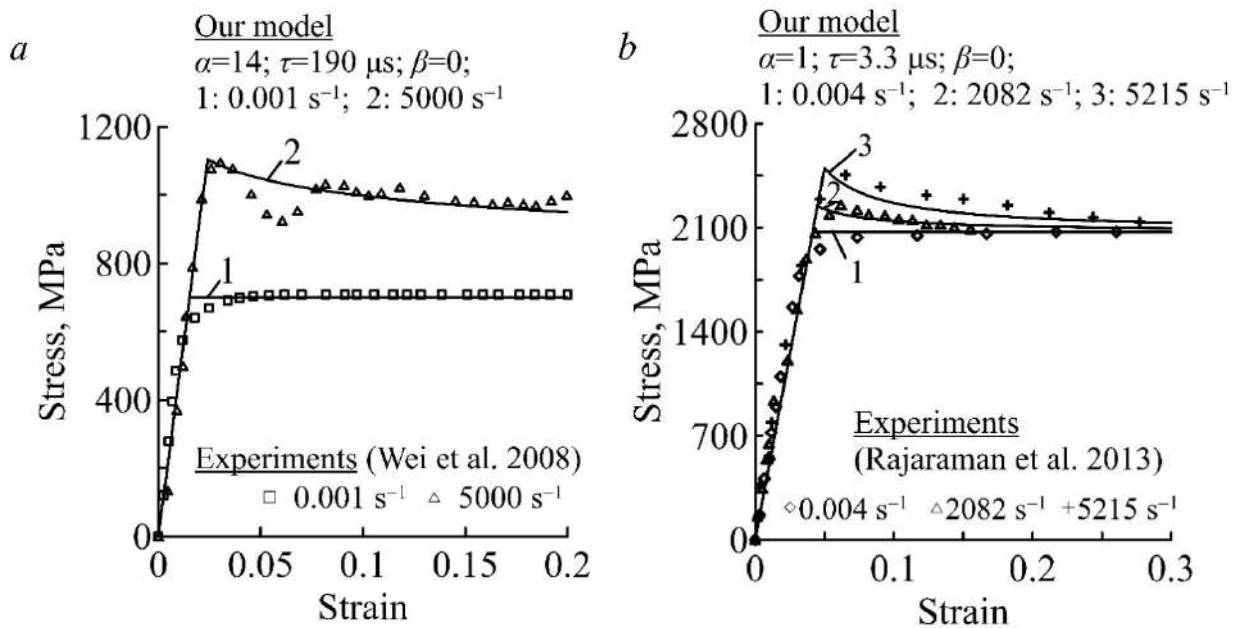 a
Our model
α=14; τ=190 μs; β=0;
1: 0.001 s⁻¹; 2: 5000 s⁻¹
1200
800
400
0
Stress, MPa
2
1
Experiments (Wei et al. 2008)
□ 0.001 s⁻¹ △ 5000 s⁻¹
0 0.05 0.1 0.15 0.2
Strain
b
Our model
α=1; τ=3.3 μs; β=0;
1: 0.004 s⁻¹; 2: 2082 s⁻¹; 3: 5215 s⁻¹
2800
2100
1400
700
0
Stress, MPa
3
2
1
Experiments
(Rajaraman et al. 2013)
◇0.004 s⁻¹ △2082 s⁻¹ +5215 s⁻¹
0 0.1 0.2 0.3
Strain